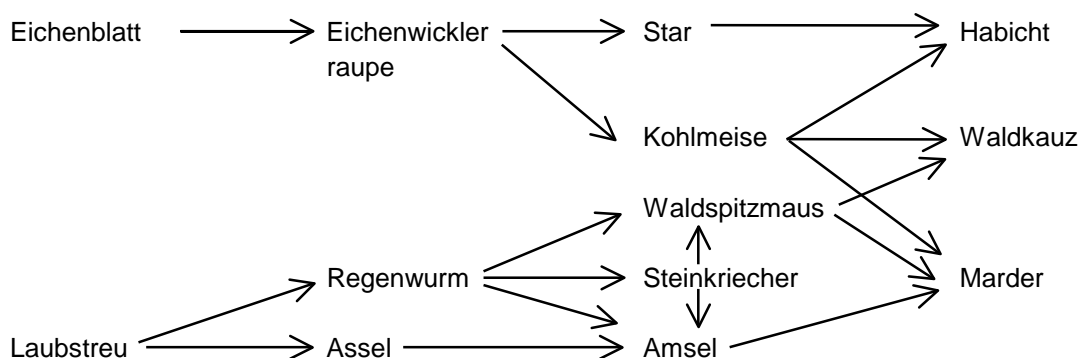 Eichenblatt Eichenwickler Star Habicht
raupe
Kohlmeise Waldkauz
Waldspitzmaus
Regenwurm Steinkriecher Marder
Laubstreu Assel Amsel